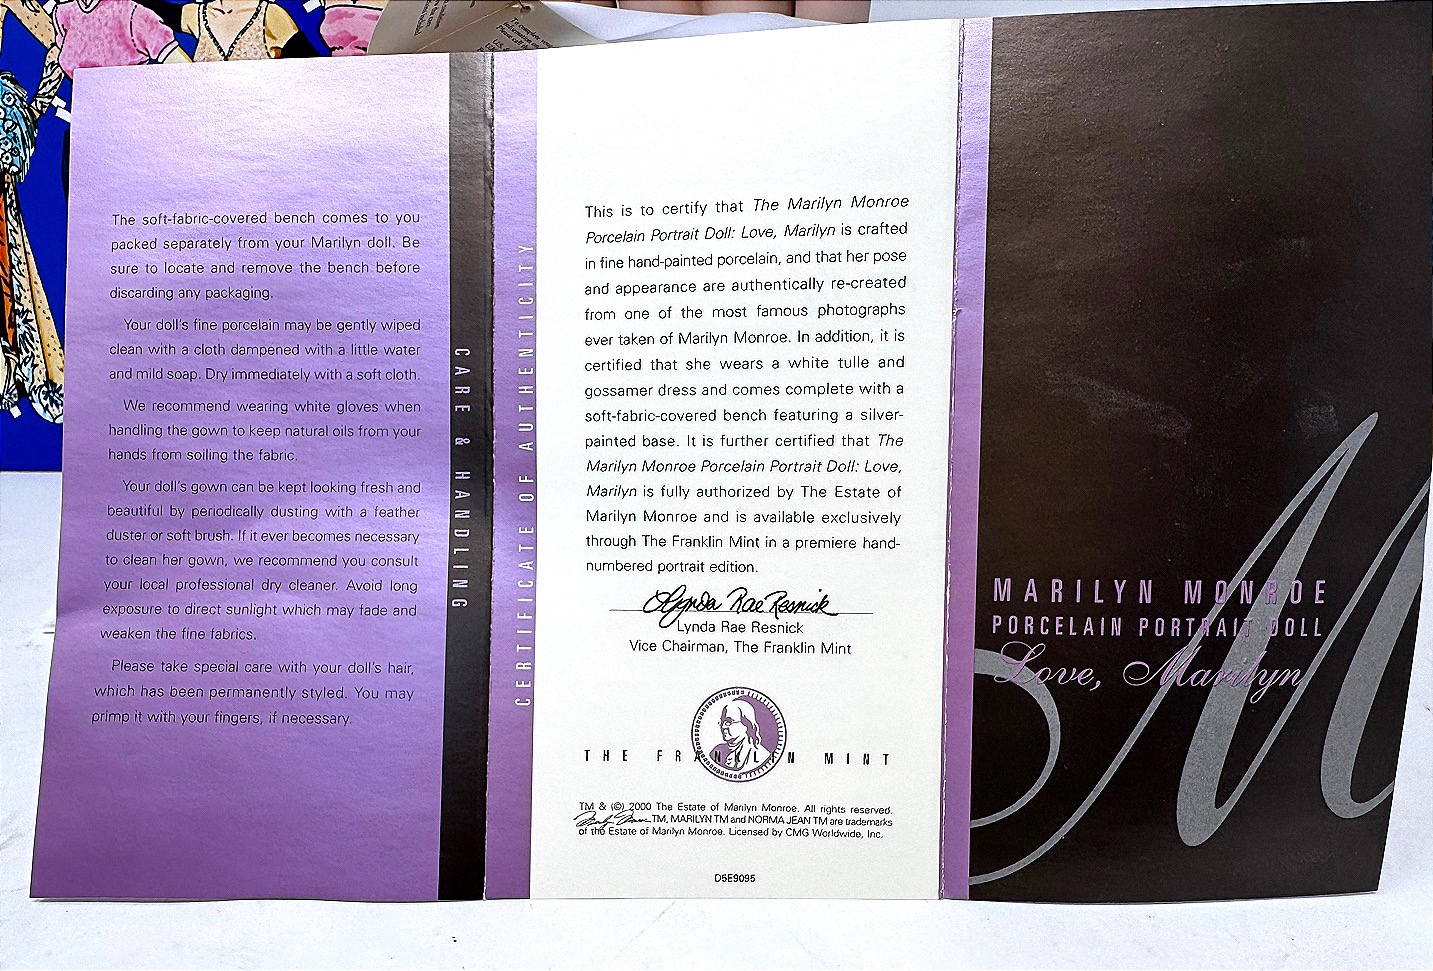 The soft-fabric-covered bench comes to you
packed separately from your Marilyn doll. Be
sure to locate and remove the bench before
discarding any packaging.
Your doll's fine porcelain may be gently wiped
clean with a cloth dampened with a little water
and mild soap. Dry immediately with a soft cloth.
We recommend wearing white gloves when
handling the gown to keep natural oils from your
hands from soiling the fabric.
Your doll's gown can be kept looking fresh and
beautiful by periodically dusting with a feather
duster or soft brush. If it ever becomes necessary
to clean her gown, we recommend you consult
your local professional dry cleaner. Avoid long
exposure to direct sunlight which may fade and
weaken the fine fabrics.
Please take special care with your doll's hair,
which has been permanently styled. You may
primp it with your fingers, if necessary.
CARE & HANDLING
CERTIFICATE OF AUTHENTICITY
This is to certify that The Marilyn Monroe
Porcelain Portrait Doll: Love, Marilyn is crafted
in fine hand-painted porcelain, and that her pose
and appearance are authentically re-created
from one of the most famous photographs
ever taken of Marilyn Monroe. In addition, it is
certified that she wears a white tulle and
gossamer dress and comes complete with a
soft-fabric-covered bench featuring a silver-
painted base. It is further certified that The
Marilyn Monroe Porcelain Portrait Doll: Love,
Marilyn is fully authorized by The Estate of
Marilyn Monroe and is available exclusively
through The Franklin Mint in a premiere hand-
numbered portrait edition.
Lynda Rae Resnick
Lynda Rae Resnick
Vice Chairman, The Franklin Mint
THE FRANKLIN MINT
TM & (©) 2000 The Estate of Marilyn Monroe. All rights reserved.
TM, MARILYN TM and NORMA JEAN TM are trademarks
of the Estate of Marilyn Monroe. Licensed by CMG Worldwide, Inc.
D5E9095
MARILYN MONROE
PORCELAIN PORTRAIT DOLL
Love, Marilyn
M